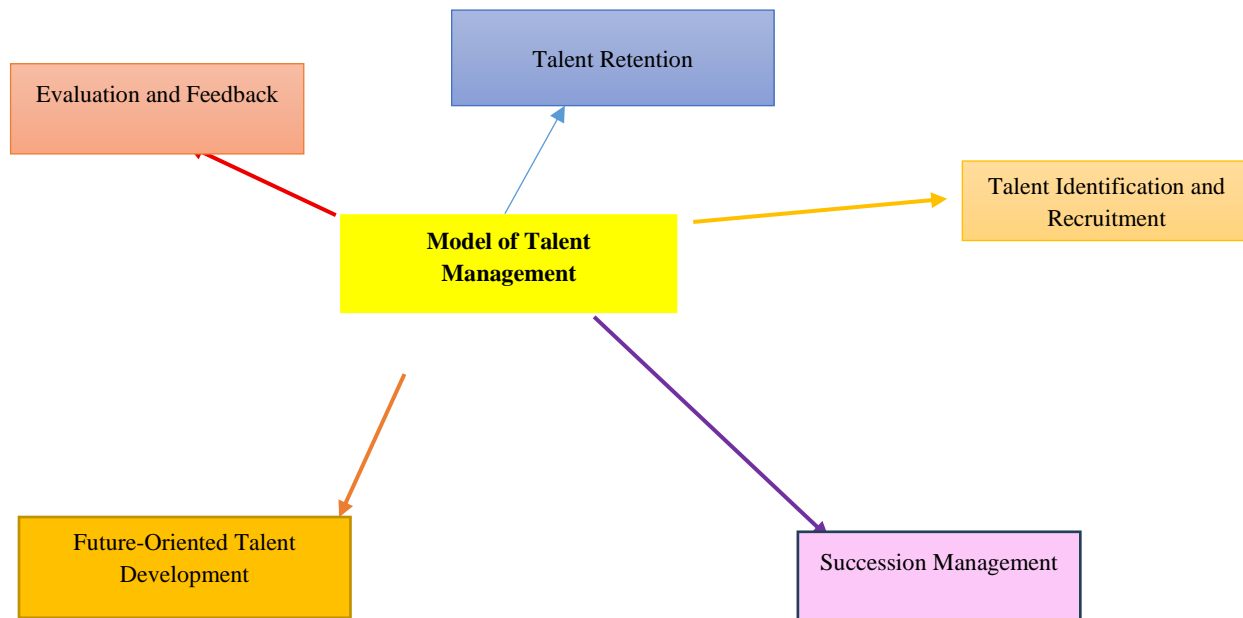 Talent Retention
Evaluation and Feedback
Talent Identification and
Recruitment
Model of Talent
Management
Future-Oriented Talent
Development
Succession Management